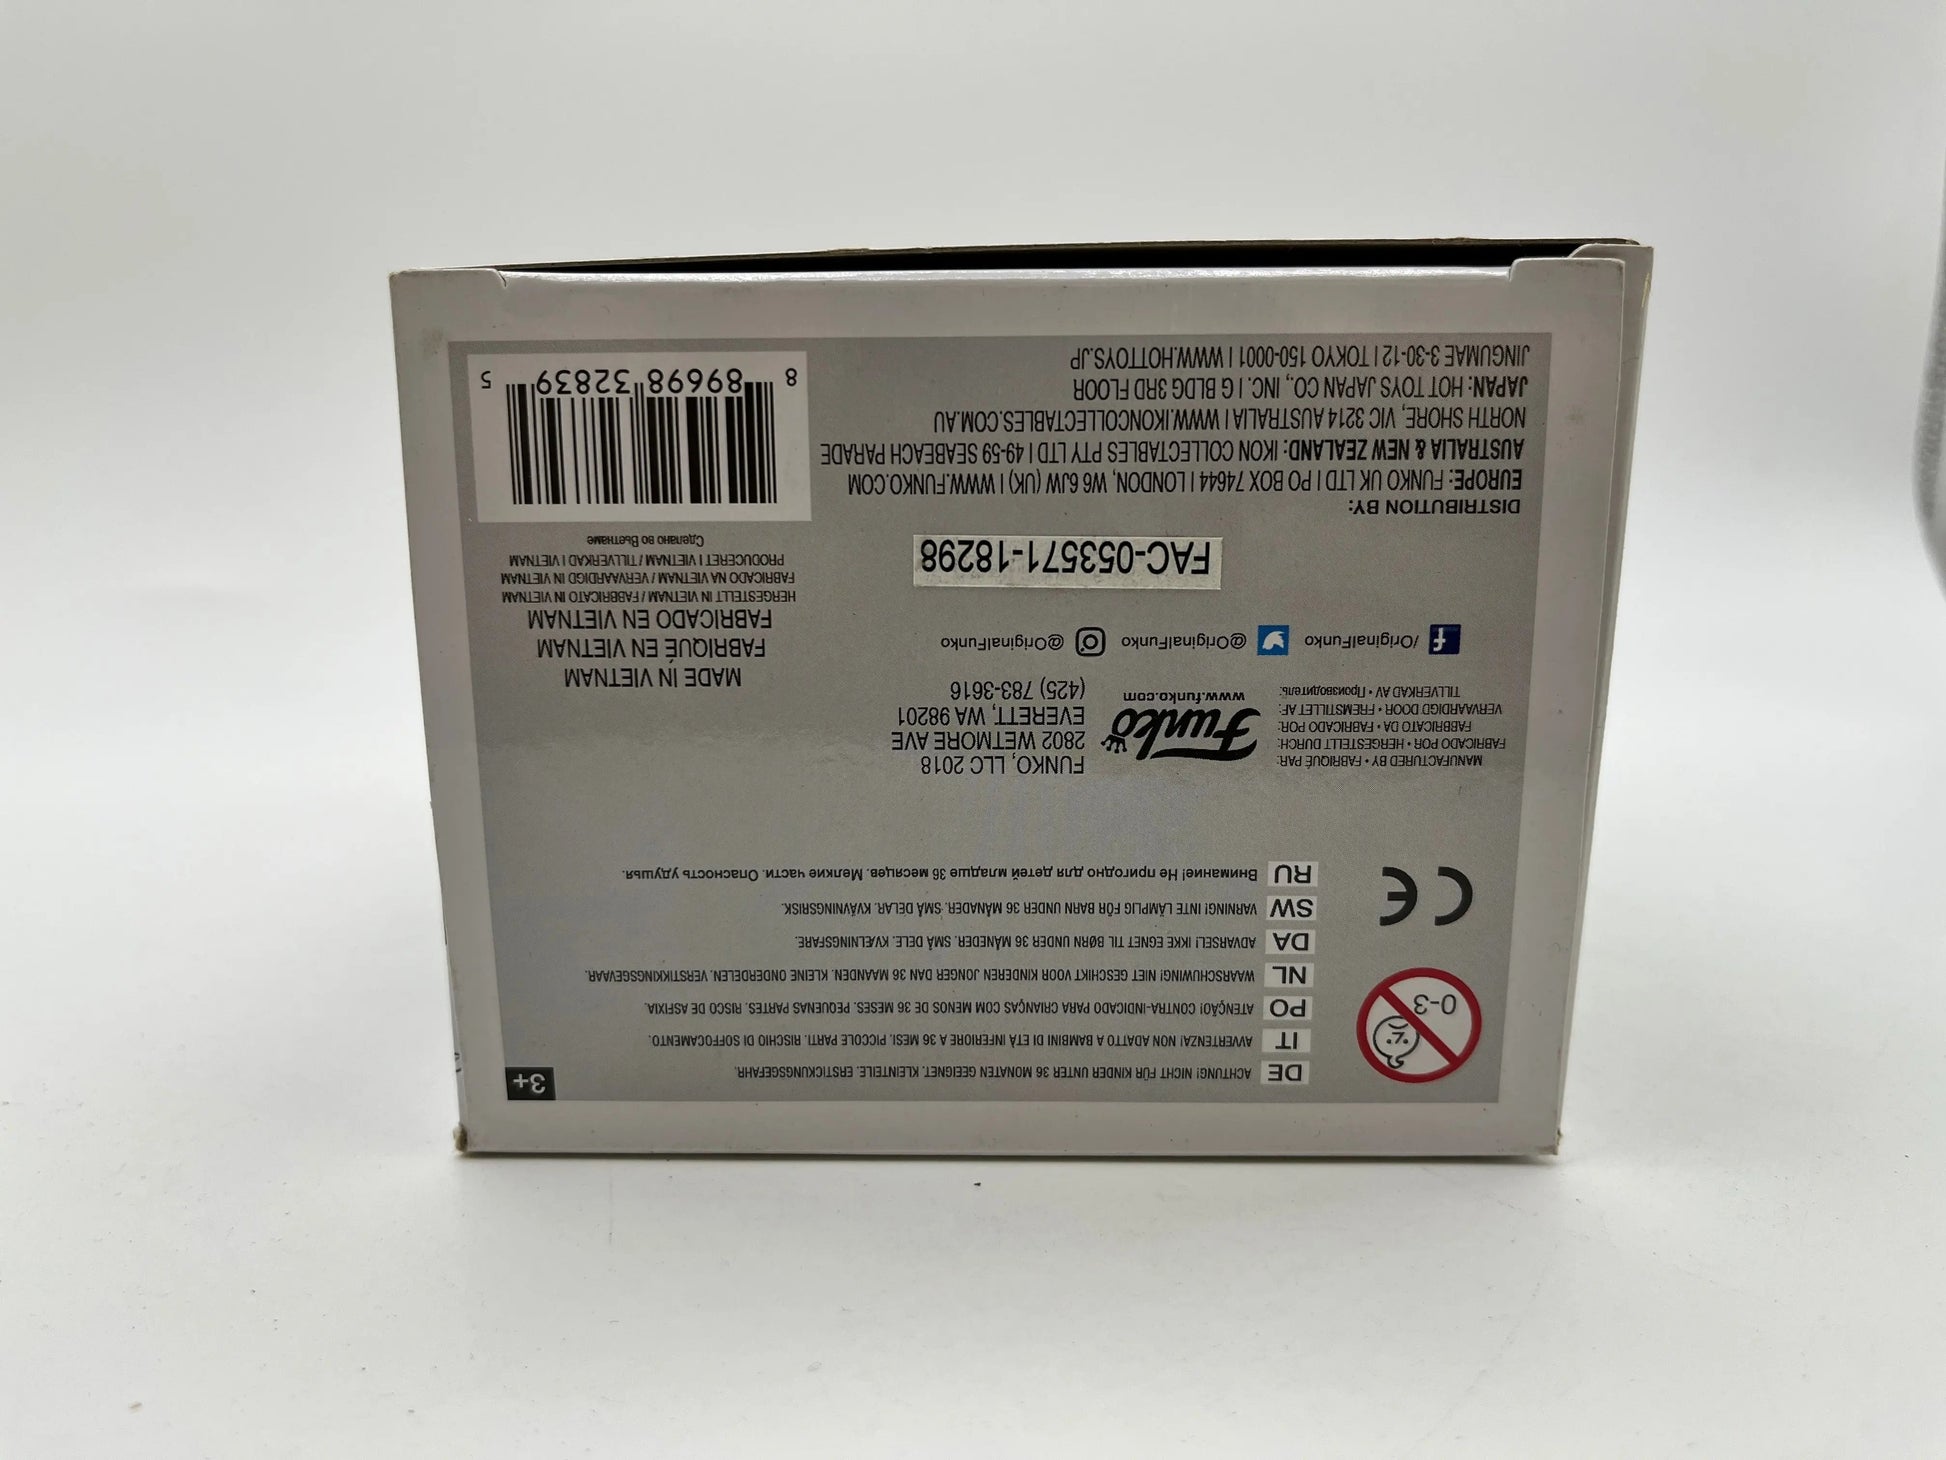 DE ACHTUNG! NICHT FÜR KINDER UNTER 36 MONATEN GEEIGNET. KLEINTEILE. ERSTICKUNGSGEFAHR.
IT AVVERTENZA! NON ADATTO A BAMBINI DI ETÀ INFERIORE A 36 MESI. PICCOLE PARTI. RISCHIO DI SOFFOCAMENTO.
PO ATENÇÃO! CONTRA-INDICADO PARA CRIANÇAS COM MENOS DE 36 MESES. PEQUENAS PARTES. RISCO DE ASFIXIA.
NL WAARSCHUWING! NIET GESCHIKT VOOR KINDEREN JONGER DAN 36 MAANDEN. KLEINE ONDERDELEN. VERSTIKKINGSGEVAAR.
DA ADVARSEL! IKKE EGNET TIL BØRN UNDER 36 MÅNEDER. SMÅ DELE. KVÆLNINGSFARE.
SW VARNING! INTE LÄMPLIG FÖR BARN UNDER 36 MÅNADER. SMÅ DELAR. KVÄVNINGSRISK.
RU Внимание! Не пригодно для детей младше 36 месяцев. Мелкие части. Опасность удушья.
0-3
CE
3+
MANUFACTURED BY • FABRIQUÉ PAR:
FABRICADO POR • HERGESTELLT DURCH:
FABBRICATO DA • FABRICADO POR:
VERVAARDIGD DOOR • FREMSTILLET AF:
TILLVERKAD AV • Производитель:
Funko
www.funko.com
FUNKO, LLC 2018
2802 WETMORE AVE
EVERETT, WA 98201
(425) 783-3616
/OriginalFunko @OriginalFunko @OriginalFunko
FAC-053571-18298
DISTRIBUTION BY:
EUROPE: FUNKO UK LTD | PO BOX 74644 | LONDON, W6 6JW (UK) | WWW.FUNKO.COM
AUSTRALIA & NEW ZEALAND: IKON COLLECTABLES PTY LTD | 49-59 SEABEACH PARADE
NORTH SHORE, VIC 3214 AUSTRALIA | WWW.IKONCOLLECTABLES.COM.AU
JAPAN: HOT TOYS JAPAN CO., INC. | G BLDG 3RD FLOOR
JINGUMAE 3-30-12 | TOKYO 150-0001 | WWW.HOTTOYS.JP
MADE IN VIETNAM
FABRIQUÉ EN VIETNAM
FABRICADO EN VIETNAM
HERGESTELLT IN VIETNAM / FABBRICATO IN VIETNAM
FABRICADO NA VIETNAM / VERVAARDIGD IN VIETNAM
PRODUCERET I VIETNAM / TILLVERKAD I VIETNAM
Сделано во Вьетнаме
8 89698 32839 5